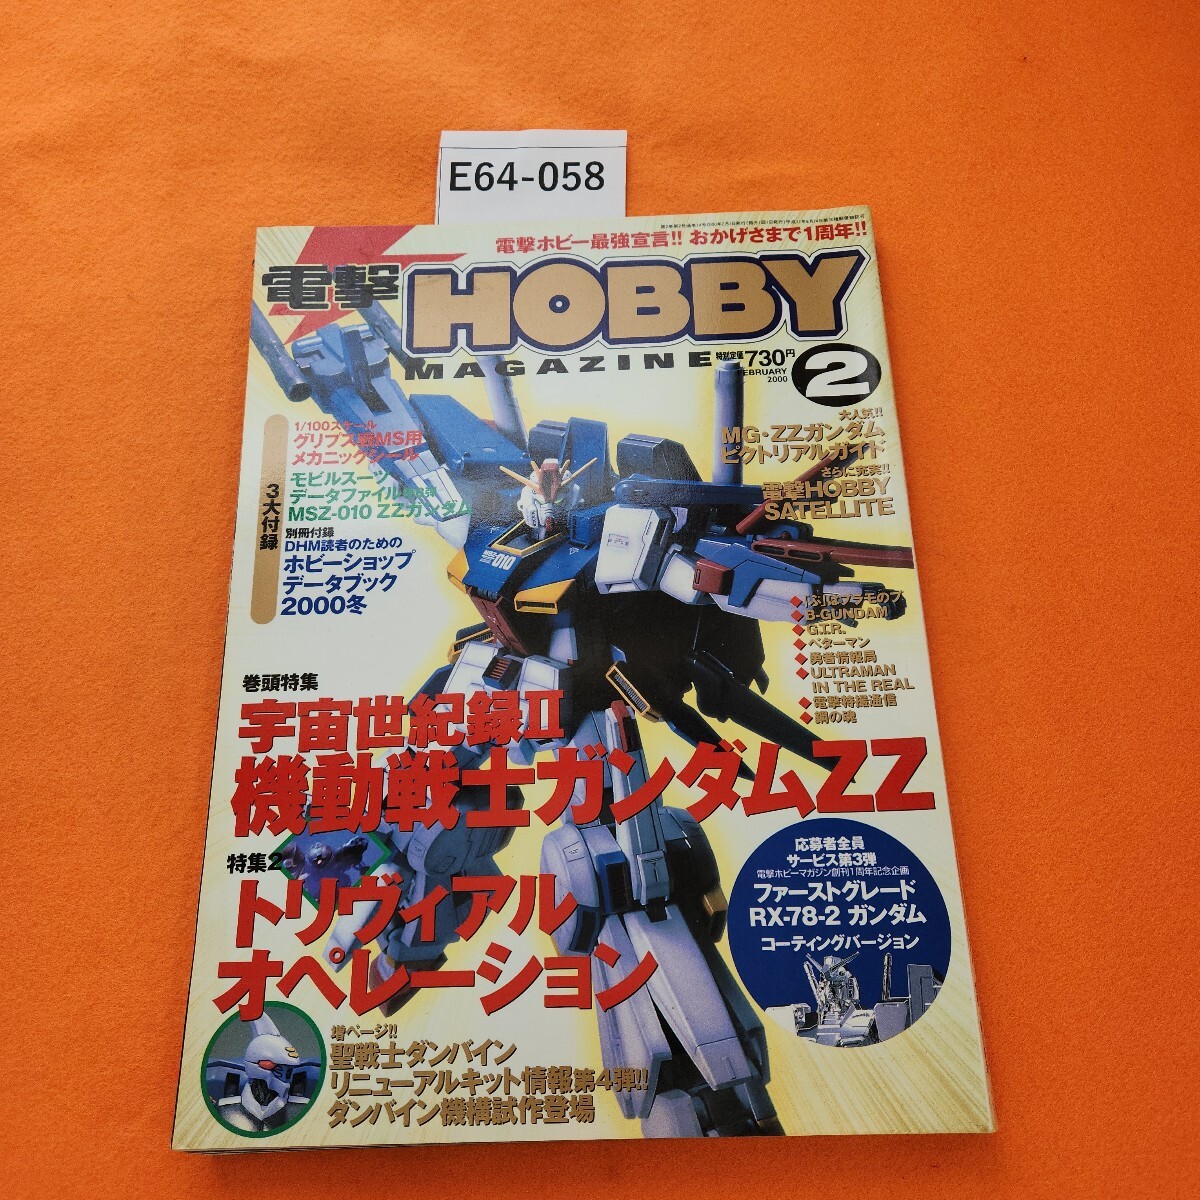 E64-058
電撃ホビー最強宣言!! おかげさまで1周年!!
電撃 HOBBY
MAGAZINE
特別定価730円
FEBRUARY
2000
2
3大付録
1/100スケール
グリプス戦MS用
メカニックシール
モビルスーツ
データファイル
MSZ-010 ZZガンダム
別冊付録
DHM読者のための
ホビーショップ
データブック
2000冬
大人気!!
MG・ZZガンダム
ピクトリアルガイド
さらに充実!!
電撃HOBBY
SATELLITE
MSZ 010
◆「ぷ」はプラモのプ
◆B-GUNDAM
◆G.I.R.
◆ベターマン
◆勇者情報局
◆ULTRAMAN
IN THE REAL
◆電撃特撮通信
◆鋼の魂
巻頭特集
宇宙世紀録II
機動戦士ガンダムZZ
特集2
トリヴィアル
オペレーション
応募者全員
サービス第3弾
電撃ホビーマガジン創刊1周年記念企画
ファーストグレード
RX-78-2 ガンダム
コーティングバージョン
増ページ!!
聖戦士ダンバイン
リニューアルキット情報第4弾!!
ダンバイン機構試作登場